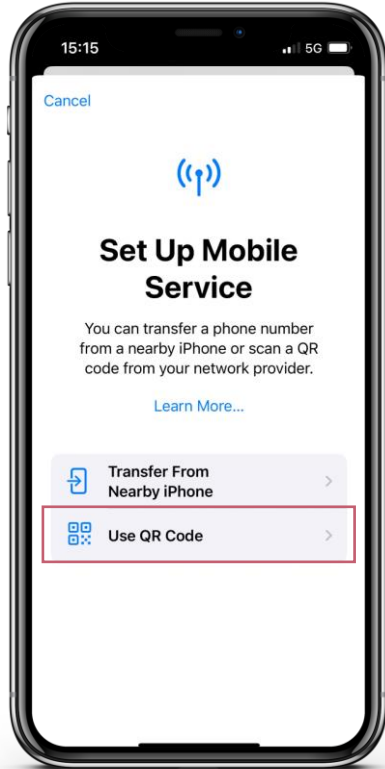 15:15
5G
Cancel
Set Up Mobile
Service
You can transfer a phone number
from a nearby iPhone or scan a QR
code from your network provider.
Learn More...
Transfer From
Nearby iPhone
Use QR Code